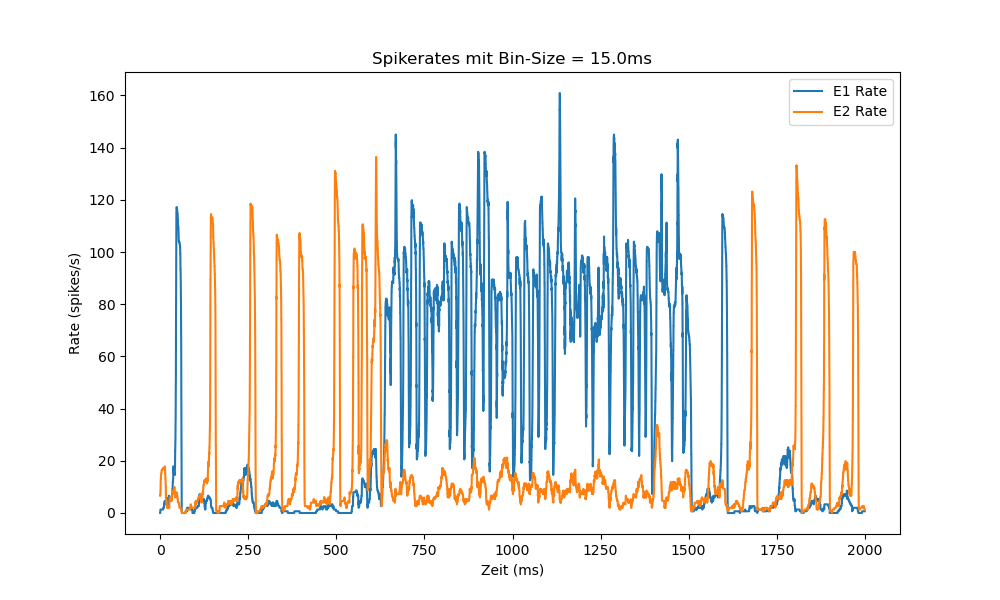 Spikerates mit Bin-Size = 15.0ms
E1 Rate
E2 Rate
160
140
120
100
80
60
40
20
0
Rate (spikes/s)
0 250 500 750 1000 1250 1500 1750 2000
Zeit (ms)